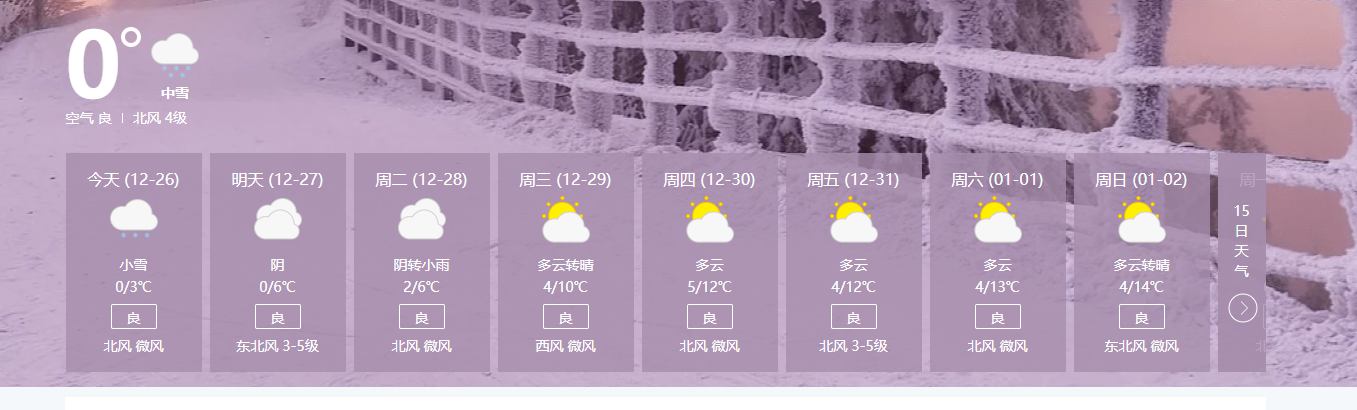 0°
中雪
空气 良 | 北风 4级
今天 (12-26)
小雪
0/3℃
良
北风 微风
明天 (12-27)
阴
0/6℃
良
东北风 3-5级
周二 (12-28)
阴转小雨
2/6℃
良
北风 微风
周三 (12-29)
多云转晴
4/10℃
良
西风 微风
周四 (12-30)
多云
5/12℃
良
北风 微风
周五 (12-31)
多云
4/12℃
良
北风 3-5级
周六 (01-01)
多云
4/13℃
良
北风 微风
周日 (01-02)
多云转晴
4/14℃
良
东北风 微风
周
15
日
天
气